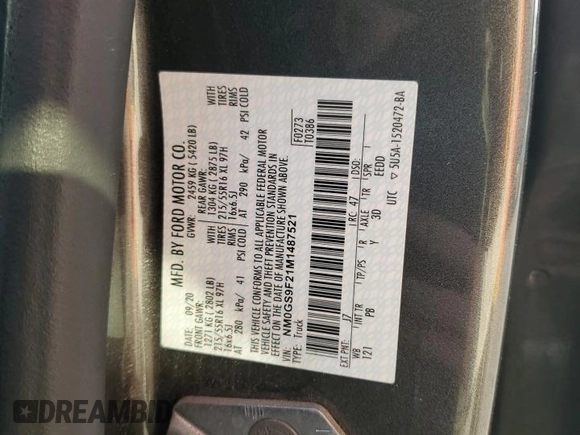 MFD. BY FORD MOTOR CO.
DATE: 09/20 GVWR: 2459 KG ( 5420 LB)
FRONT GAWR: REAR GAWR:
1271 KG ( 2802 LB) WITH 1304 KG ( 2875 LB) WITH
215/55R16 XL 97H TIRES 215/55R16 XL 97H TIRES
16x6.5J RIMS 16x6.5J RIMS
AT 280 kPa/ 41 PSI COLD AT 290 kPa/ 42 PSI COLD
THIS VEHICLE CONFORMS TO ALL APPLICABLE FEDERAL MOTOR
VEHICLE SAFETY AND THEFT PREVENTION STANDARDS IN
EFFECT ON THE DATE OF MANUFACTURE SHOWN ABOVE.
VIN: NM0GS9F21M1487521
TYPE: Truck
F0273
T0386
EXT PNT: J7 RC: 47 DSO:
WB INT TR TP/PS R AXLE TR SPR
121 PB Y 3D EEDD
UTC ▽ 5U5A-1520472-BA
DREAMBID